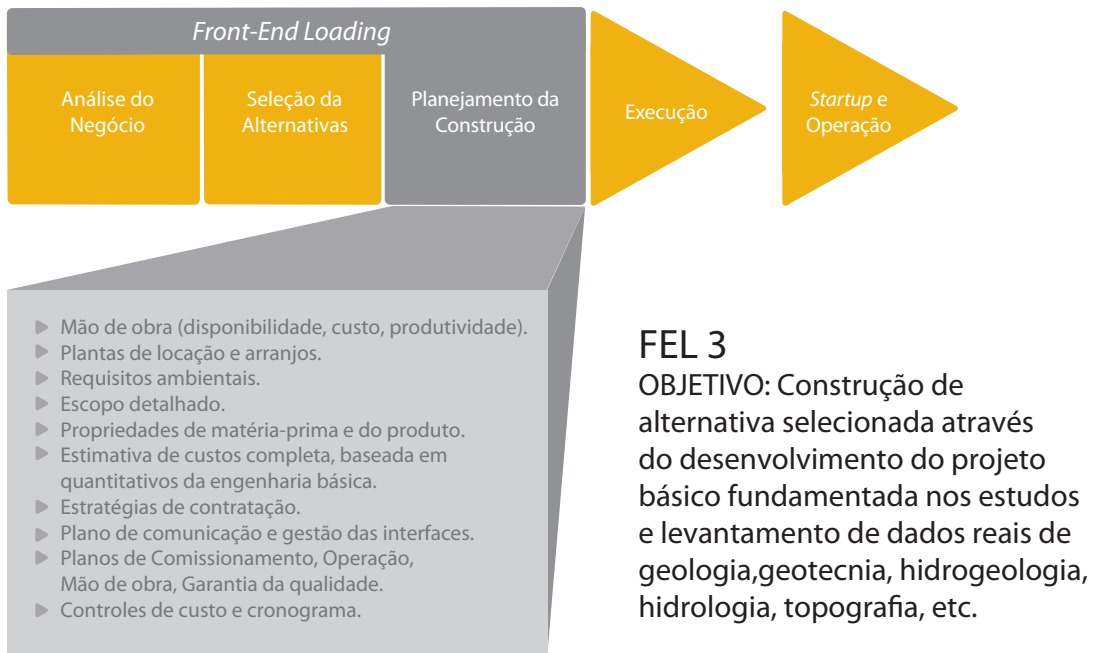 Front-End Loading
Análise do
Negócio
Seleção da
Alternativas
Planejamento da
Construção
Execução
Startup e
Operação
Mão de obra (disponibilidade, custo, produtividade).
Plantas de locação e arranjos.
Requisitos ambientais.
Escopo detalhado.
Propriedades de matéria-prima e do produto.
Estimativa de custos completa, baseada em
quantitativos da engenharia básica.
Estratégias de contratação.
Plano de comunicação e gestão das interfaces.
Planos de Comissionamento, Operação,
Mão de obra, Garantia da qualidade.
Controles de custo e cronograma.
FEL 3
OBJETIVO: Construção de
alternativa selecionada através
do desenvolvimento do projeto
básico fundamentada nos estudos
e levantamento de dados reais de
geologia,geotecnia, hidrogeologia,
hidrologia, topografia, etc.